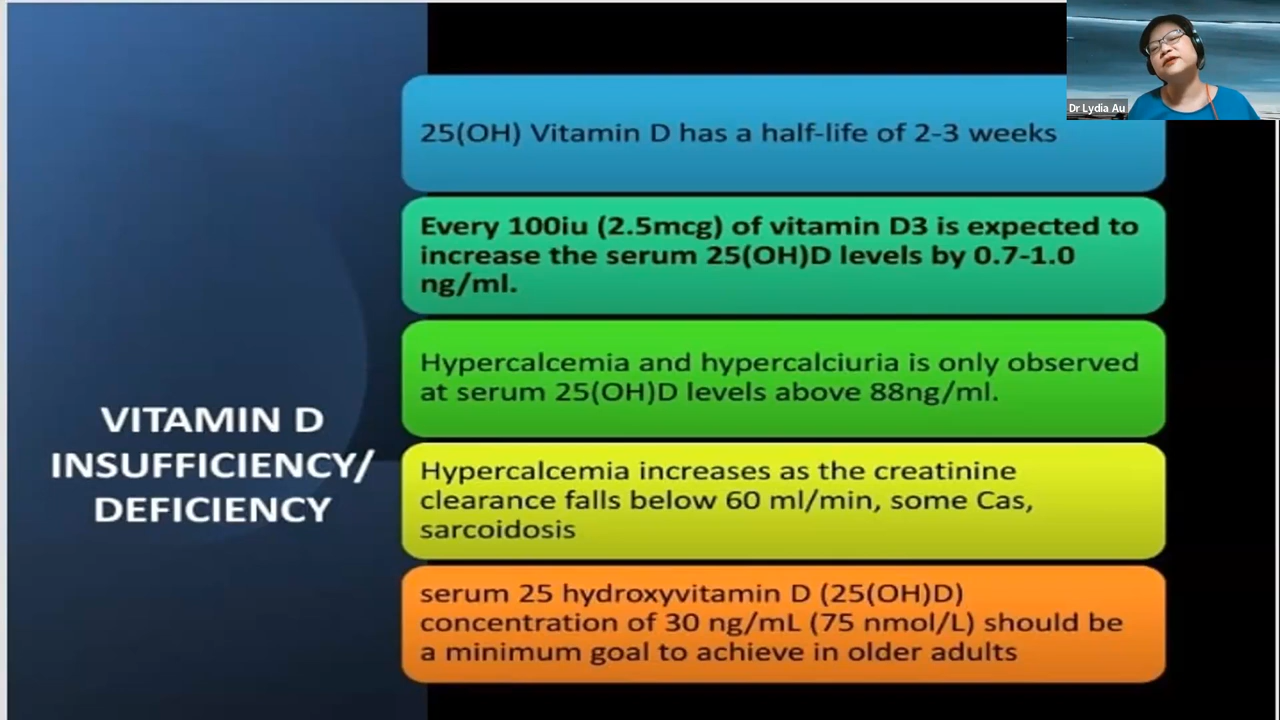 Dr Lydia Au
VITAMIN D
INSUFFICIENCY/
DEFICIENCY
25(OH) Vitamin D has a half-life of 2-3 weeks
Every 100iu (2.5mcg) of vitamin D3 is expected to
increase the serum 25(OH)D levels by 0.7-1.0
ng/ml.
Hypercalcemia and hypercalciuria is only observed
at serum 25(OH)D levels above 88ng/ml.
Hypercalcemia increases as the creatinine
clearance falls below 60 ml/min, some Cas,
sarcoidosis
serum 25 hydroxyvitamin D (25(OH)D)
concentration of 30 ng/mL (75 nmol/L) should be
a minimum goal to achieve in older adults